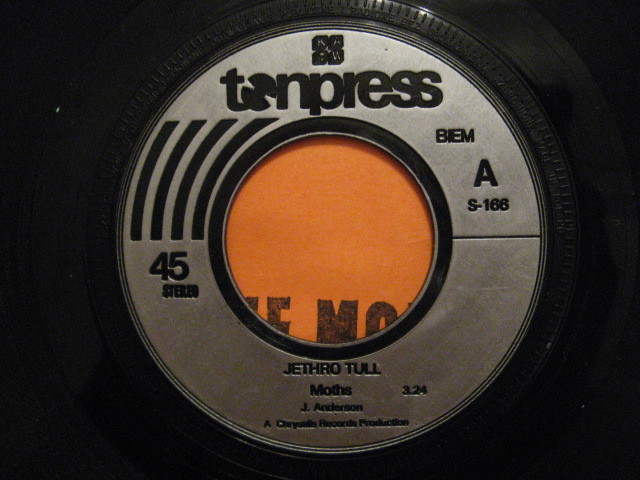 tonpress
BIEM
A
S-166
45
STEREO
JETHRO TULL
Moths 3.24
J. Anderson
A Chrysalis Records Production